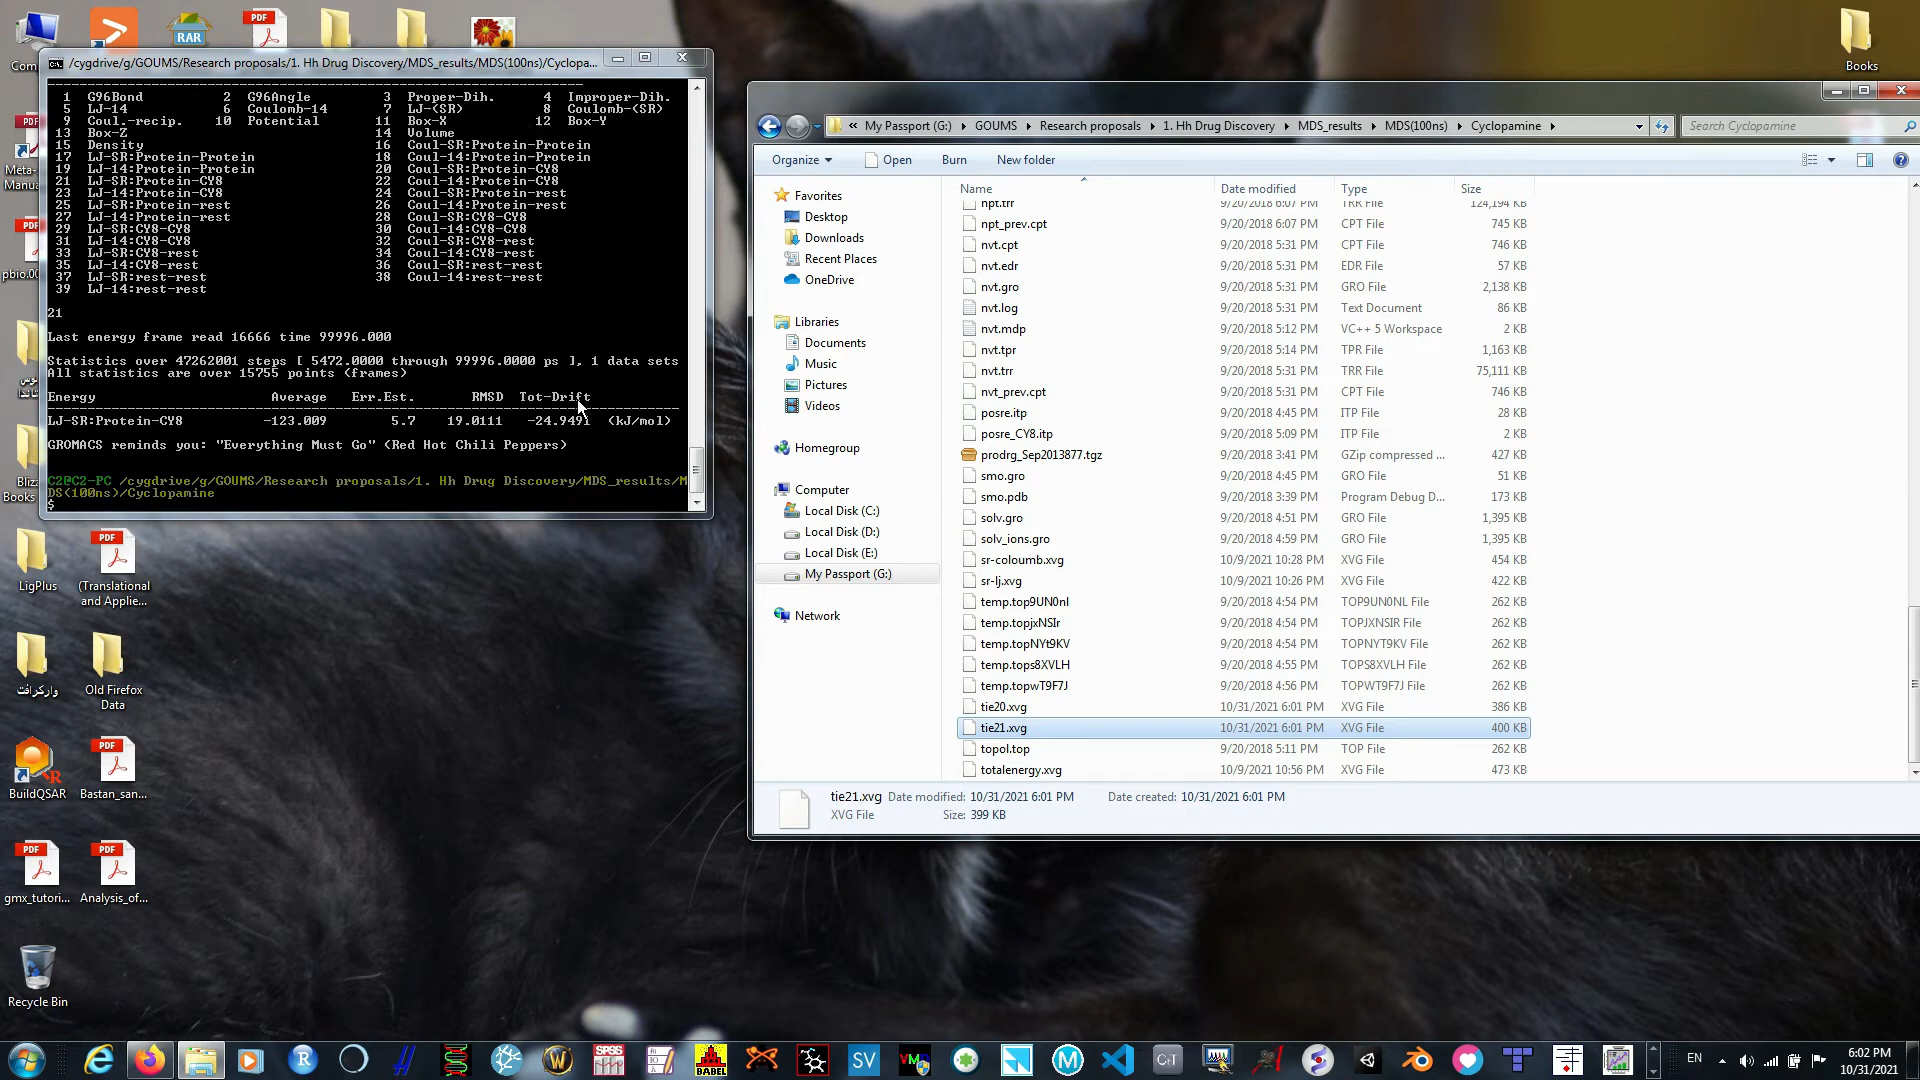 /cygdrive/g/GOUMS/Research proposals/1. Hh Drug Discovery/MDS_results/MDS(100ns)/Cyclopa...
1 G96Bond 2 G96Angle 3 Proper-Dih. 4 Improper-Dih.
5 LJ-14 6 Coulomb-14 7 LJ-(SR) 8 Coulomb-(SR)
9 Coul.-recip. 10 Potential 11 Box-X 12 Box-Y
13 Box-Z 14 Volume
15 Density 16 Coul-SR:Protein-Protein
17 LJ-SR:Protein-Protein 18 Coul-14:Protein-Protein
19 LJ-14:Protein-Protein 20 Coul-SR:Protein-CY8
21 LJ-SR:Protein-CY8 22 Coul-14:Protein-CY8
23 LJ-14:Protein-CY8 24 Coul-SR:Protein-rest
25 LJ-SR:Protein-rest 26 Coul-14:Protein-rest
27 LJ-14:Protein-rest 28 Coul-SR:CY8-CY8
29 LJ-SR:CY8-CY8 30 Coul-14:CY8-CY8
31 LJ-14:CY8-CY8 32 Coul-SR:CY8-rest
33 LJ-SR:CY8-rest 34 Coul-14:CY8-rest
35 LJ-14:CY8-rest 36 Coul-SR:rest-rest
37 LJ-SR:rest-rest 38 Coul-14:rest-rest
39 LJ-14:rest-rest
21
Last energy frame read 16666 time 99996.000
Statistics over 47262001 steps [ 5472.0000 through 99996.0000 ps ], 1 data sets
All statistics are over 15755 points (frames)
Energy Average Err.Est. RMSD Tot-Drift
LJ-SR:Protein-CY8 -123.009 5.7 19.0111 -24.9491 (kJ/mol)
GROMACS reminds you: "Everything Must Go" (Red Hot Chili Peppers)
C2@C2-PC /cygdrive/g/GOUMS/Research proposals/1. Hh Drug Discovery/MDS_results/M
DS(100ns)/Cyclopamine
$
« My Passport (G:) GOUMS Research proposals 1. Hh Drug Discovery MDS_results MDS(100ns) Cyclopamine
Search Cyclopamine
Organize Open Burn New folder
Favorites
Desktop
Downloads
Recent Places
OneDrive
Libraries
Documents
Music
Pictures
Videos
Homegroup
Computer
Local Disk (C:)
Local Disk (D:)
Local Disk (E:)
My Passport (G:)
Network
Name Date modified Type Size
npt.trr 9/20/2018 6:07 PM TRR File 124,194 KB
npt_prev.cpt 9/20/2018 6:07 PM CPT File 745 KB
nvt.cpt 9/20/2018 5:31 PM CPT File 746 KB
nvt.edr 9/20/2018 5:31 PM EDR File 57 KB
nvt.gro 9/20/2018 5:31 PM GRO File 2,138 KB
nvt.log 9/20/2018 5:31 PM Text Document 86 KB
nvt.mdp 9/20/2018 5:12 PM VC++ 5 Workspace 2 KB
nvt.tpr 9/20/2018 5:14 PM TPR File 1,163 KB
nvt.trr 9/20/2018 5:31 PM TRR File 75,111 KB
nvt_prev.cpt 9/20/2018 5:31 PM CPT File 746 KB
posre.itp 9/20/2018 4:45 PM ITP File 28 KB
posre_CY8.itp 9/20/2018 5:09 PM ITP File 2 KB
prodrg_Sep2013877.tgz 9/20/2018 3:41 PM GZip compressed ... 427 KB
smo.gro 9/20/2018 4:45 PM GRO File 51 KB
smo.pdb 9/20/2018 3:39 PM Program Debug D... 173 KB
solv.gro 9/20/2018 4:51 PM GRO File 1,395 KB
solv_ions.gro 9/20/2018 4:59 PM GRO File 1,395 KB
sr-coloumb.xvg 10/9/2021 10:28 PM XVG File 454 KB
sr-lj.xvg 10/9/2021 10:26 PM XVG File 422 KB
temp.top9UN0nl 9/20/2018 4:54 PM TOP9UN0NL File 262 KB
temp.topjxNSIr 9/20/2018 4:54 PM TOPJXNSIR File 262 KB
temp.topNYt9KV 9/20/2018 4:54 PM TOPNYT9KV File 262 KB
temp.tops8XVLH 9/20/2018 4:55 PM TOPS8XVLH File 262 KB
temp.topwT9F7J 9/20/2018 4:56 PM TOPWT9F7J File 262 KB
tie20.xvg 10/31/2021 6:01 PM XVG File 386 KB
tie21.xvg 10/31/2021 6:01 PM XVG File 400 KB
topol.top 9/20/2018 5:11 PM TOP File 262 KB
totalenergy.xvg 10/9/2021 10:56 PM XVG File 473 KB
tie21.xvg Date modified: 10/31/2021 6:01 PM Date created: 10/31/2021 6:01 PM
XVG File Size: 399 KB
Books
PDF
RAR
Com
Meta-
Manua
pbio.00
Bliz
Books
LigPlus
(Translational
and Applie...
وارکرافت
Old Firefox
Data
BuildQSAR
Bastan_san...
gmx_tutori...
Analysis_of...
Recycle Bin
SPSS
BABEL
SV
VM
EN
6:02 PM
10/31/2021